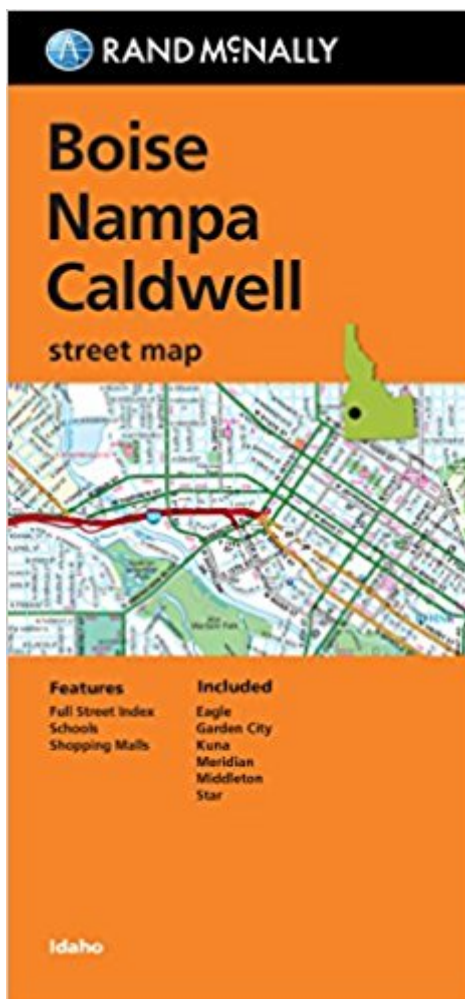 RAND McNALLY
Boise
Nampa
Caldwell
street map
Features
Full Street Index
Schools
Shopping Malls
Included
Eagle
Garden City
Kuna
Meridian
Middleton
Star
Idaho